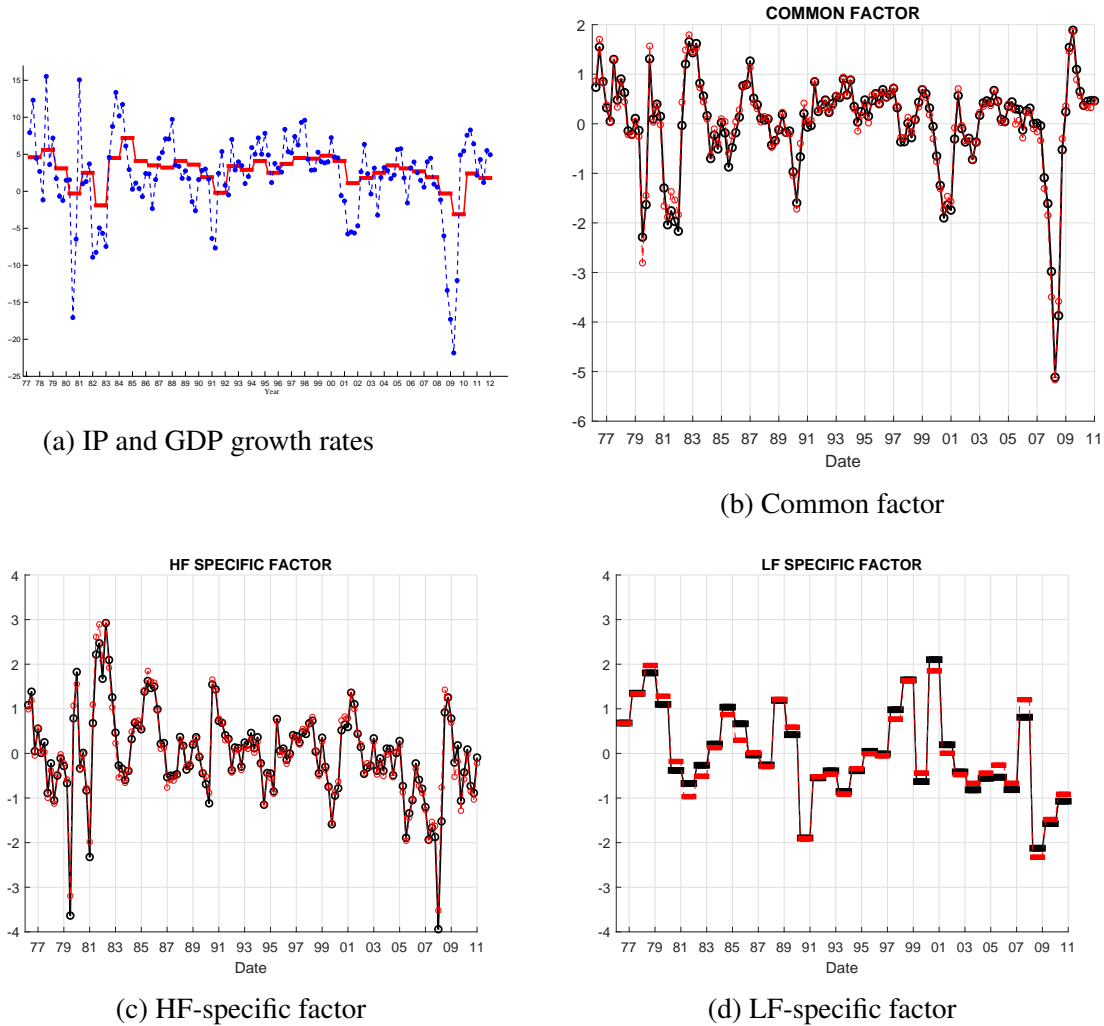 15
10
5
0
−5
−10
−15
−20
−25
77 78 79 80 81 82 83 84 85 86 87 88 89 90 91 92 93 94 95 96 97 98 99 00 01 02 03 04 05 06 07 08 09 10 11 12
Year
(a) IP and GDP growth rates
COMMON FACTOR
2
1
0
-1
-2
-3
-4
-5
-6
77 79 81 83 85 87 89 91 93 95 97 99 01 03 05 07 09 11
Date
(b) Common factor
HF SPECIFIC FACTOR
4
3
2
1
0
-1
-2
-3
-4
77 79 81 83 85 87 89 91 93 95 97 99 01 03 05 07 09 11
Date
(c) HF-specific factor
LF SPECIFIC FACTOR
4
3
2
1
0
-1
-2
-3
-4
77 79 81 83 85 87 89 91 93 95 97 99 01 03 05 07 09 11
Date
(d) LF-specific factor